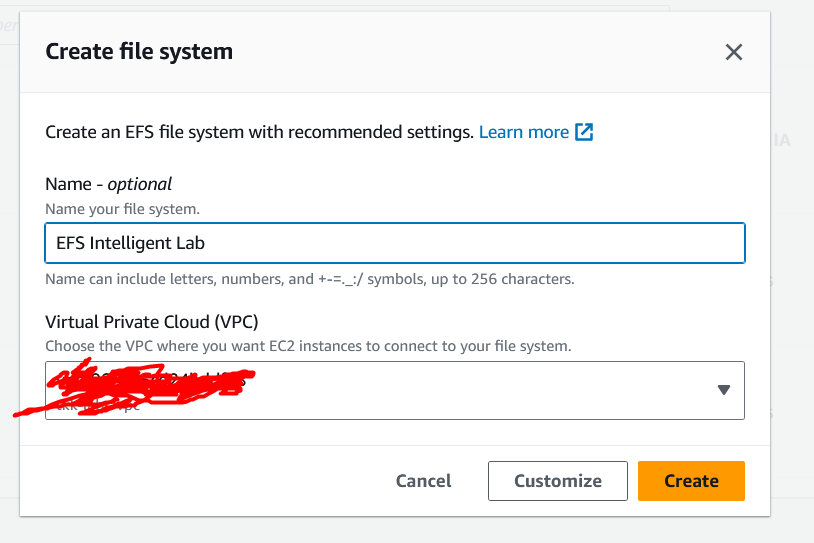 Create file system
IA
Create an EFS file system with recommended settings. Learn more
Name - optional
Name your file system.
EFS Intelligent Lab
Name can include letters, numbers, and +-=._:/ symbols, up to 256 characters.
Virtual Private Cloud (VPC)
Choose the VPC where you want EC2 instances to connect to your file system.
Cancel
Customize
Create